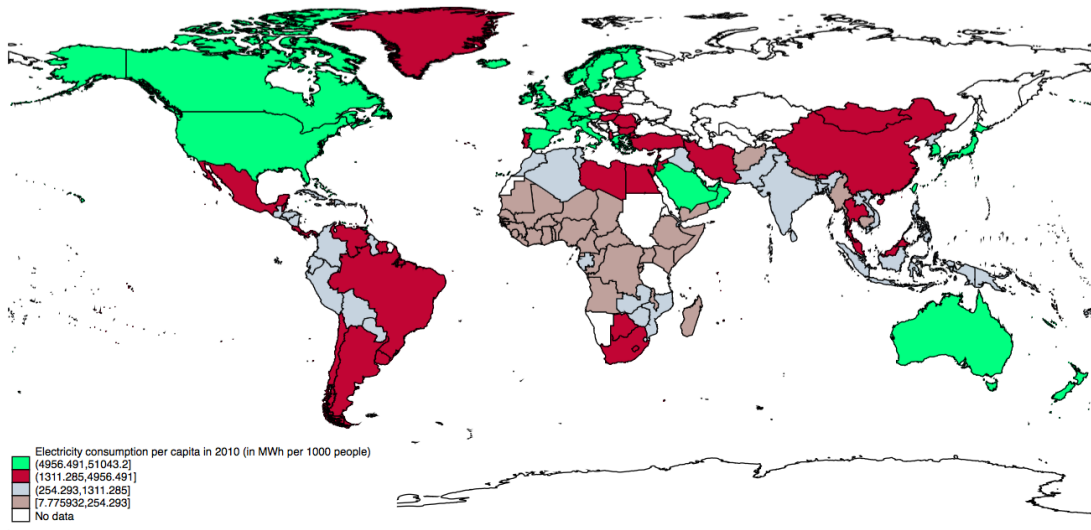 Electricity consumption per capita in 2010 (in MWh per 1000 people)
(4956.491,51043.2]
(1311.285,4956.491]
(254.293,1311.285]
[7.775932,254.293]
No data